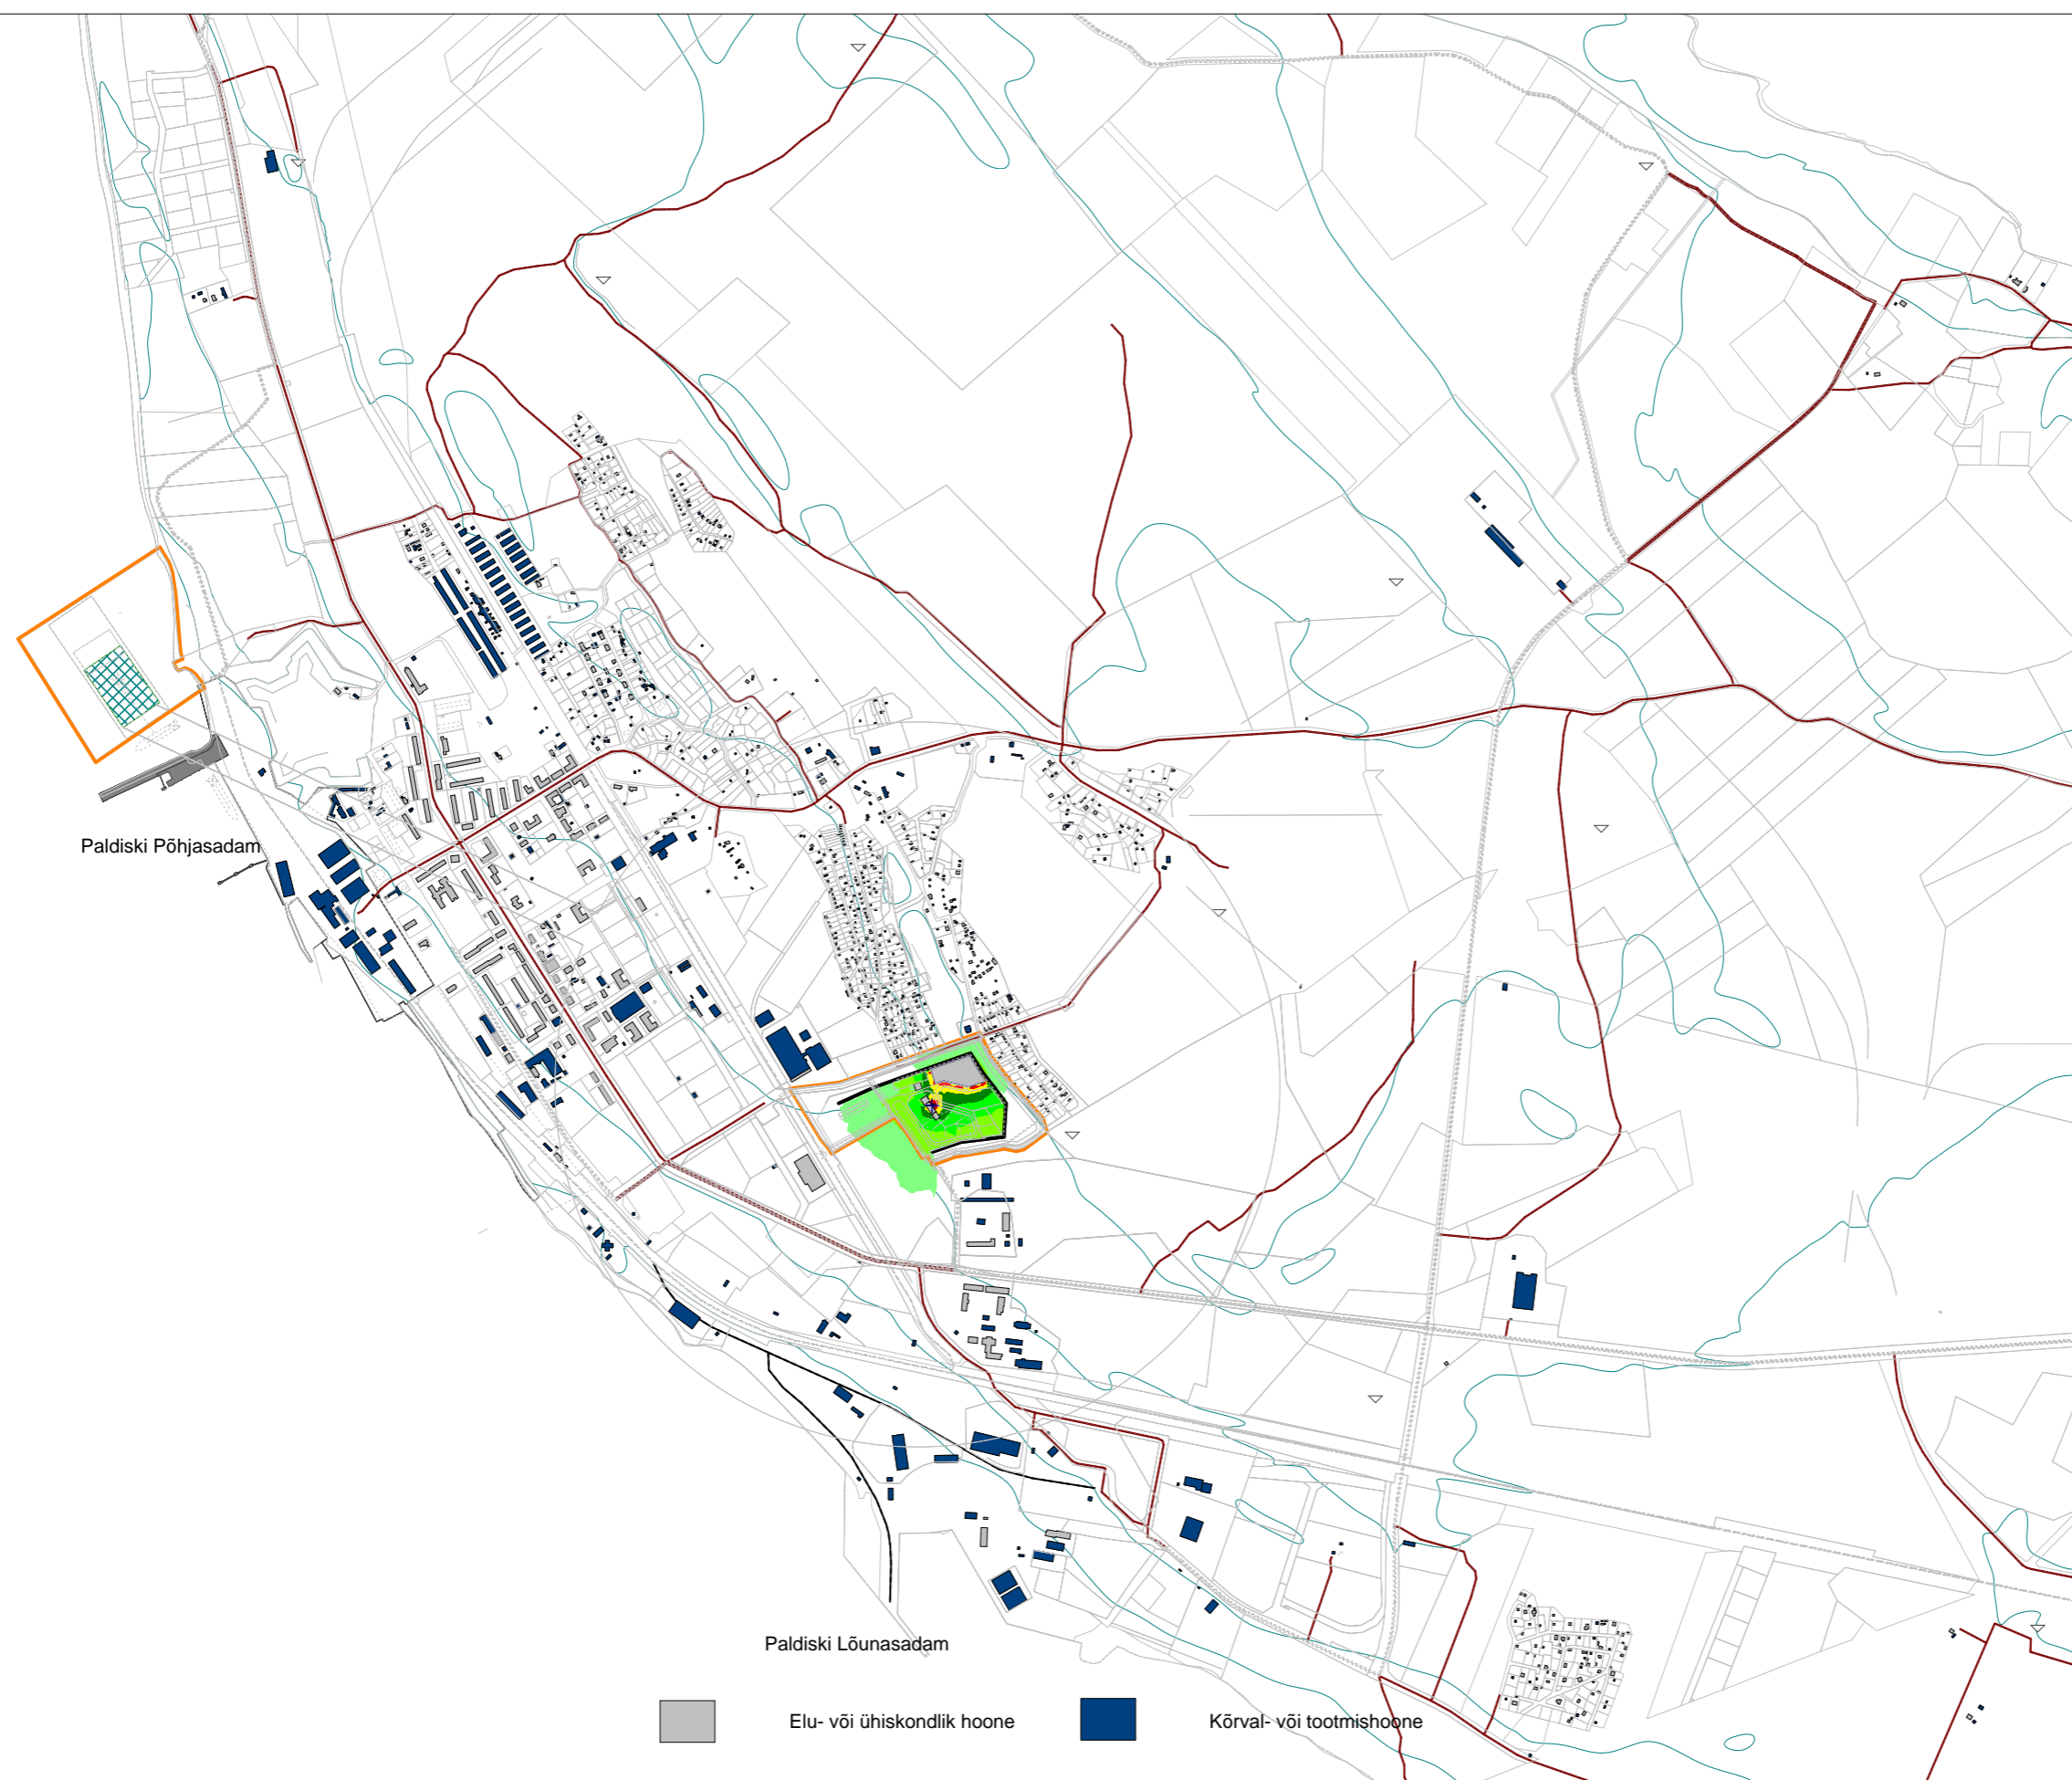 Paldiski Põhjasadam
Paldiski Lõunasadam
Elu- või ühiskondlik hoone
Kõrval- või tootmishoone